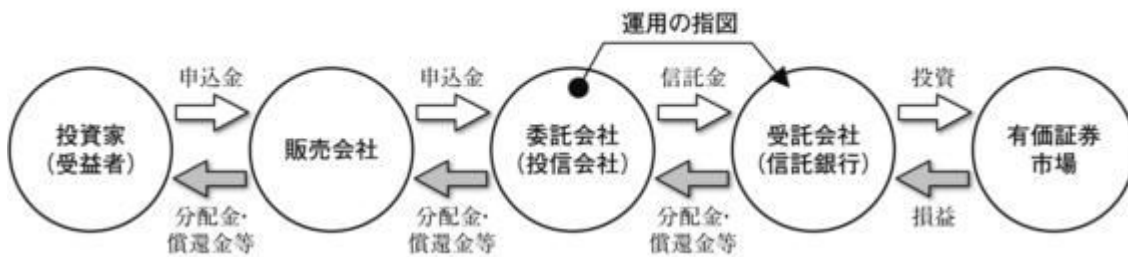 運用の指図
申込金
申込金
信託金
投資
投資家
(受益者)
販売会社
委託会社
(投信会社)
受託会社
(信託銀行)
有価証券
市場
分配金・
償還金等
分配金・
償還金等
分配金・
償還金等
損益